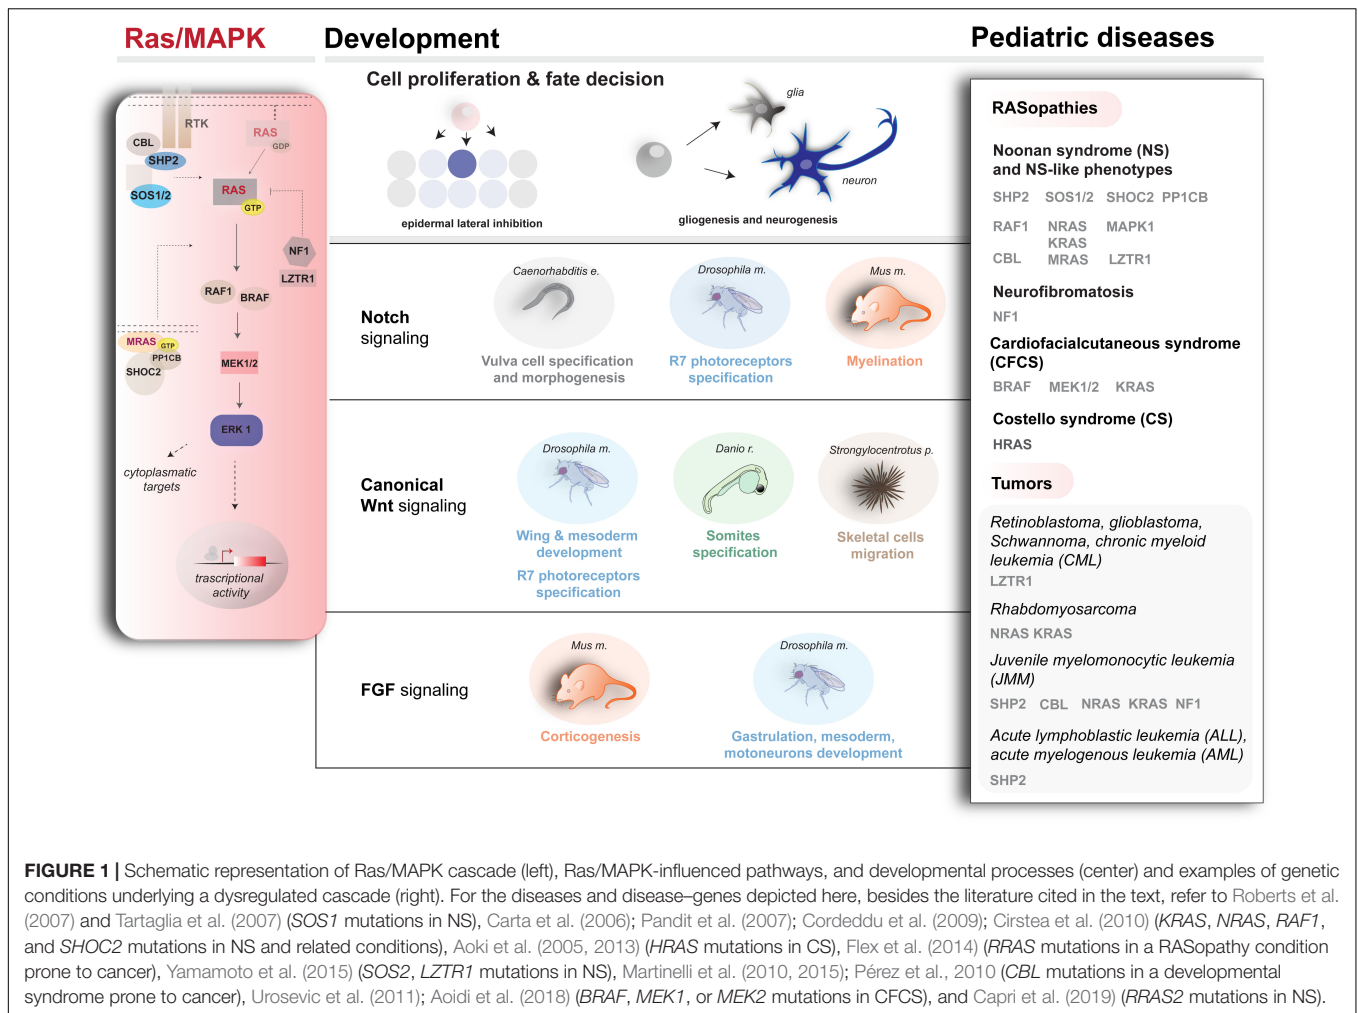 Ras/MAPK
Development
Pediatric diseases
RTK
CBL
SHP2
SOS1/2
RAS
GDP
RAS
GTP
NF1
LZTR1
RAF1
BRAF
MRAS
GTP
PP1CB
SHOC2
MEK1/2
ERK 1
cytoplasmatic
targets
trascriptional
activity
Cell proliferation & fate decision
epidermal lateral inhibition
glia
neuron
gliogenesis and neurogenesis
Notch
signaling
Caenorhabditis e.
Vulva cell specification
and morphogenesis
Drosophila m.
R7 photoreceptors
specification
Mus m.
Myelination
Canonical
Wnt signaling
Drosophila m.
Wing & mesoderm
development
R7 photoreceptors
specification
Danio r.
Somites
specification
Strongylocentrotus p.
Skeletal cells
migration
FGF signaling
Mus m.
Corticogenesis
Drosophila m.
Gastrulation, mesoderm,
motoneurons development
RASopathies
Noonan syndrome (NS)
and NS-like phenotypes
SHP2 SOS1/2 SHOC2 PP1CB
RAF1 NRAS MAPK1
KRAS
CBL MRAS LZTR1
Neurofibromatosis
NF1
Cardiofacialcutaneous syndrome
(CFCS)
BRAF MEK1/2 KRAS
Costello syndrome (CS)
HRAS
Tumors
Retinoblastoma, glioblastoma,
Schwannoma, chronic myeloid
leukemia (CML)
LZTR1
Rhabdomyosarcoma
NRAS KRAS
Juvenile myelomonocytic leukemia
(JMM)
SHP2 CBL NRAS KRAS NF1
Acute lymphoblastic leukemia (ALL),
acute myelogenous leukemia (AML)
SHP2
FIGURE 1 | Schematic representation of Ras/MAPK cascade (left), Ras/MAPK-influenced pathways, and developmental processes (center) and examples of genetic
conditions underlying a dysregulated cascade (right). For the diseases and disease–genes depicted here, besides the literature cited in the text, refer to Roberts et al.
(2007) and Tartaglia et al. (2007) (SOS1 mutations in NS), Carta et al. (2006); Pandit et al. (2007); Cordeddu et al. (2009); Cirstea et al. (2010) (KRAS, NRAS, RAF1,
and SHOC2 mutations in NS and related conditions), Aoki et al. (2005, 2013) (HRAS mutations in CS), Flex et al. (2014) (RRAS mutations in a RASopathy condition
prone to cancer), Yamamoto et al. (2015) (SOS2, LZTR1 mutations in NS), Martinelli et al. (2010, 2015); Pérez et al., 2010 (CBL mutations in a developmental
syndrome prone to cancer), Urosevic et al. (2011); Aoidi et al. (2018) (BRAF, MEK1, or MEK2 mutations in CFCS), and Capri et al. (2019) (RRAS2 mutations in NS).